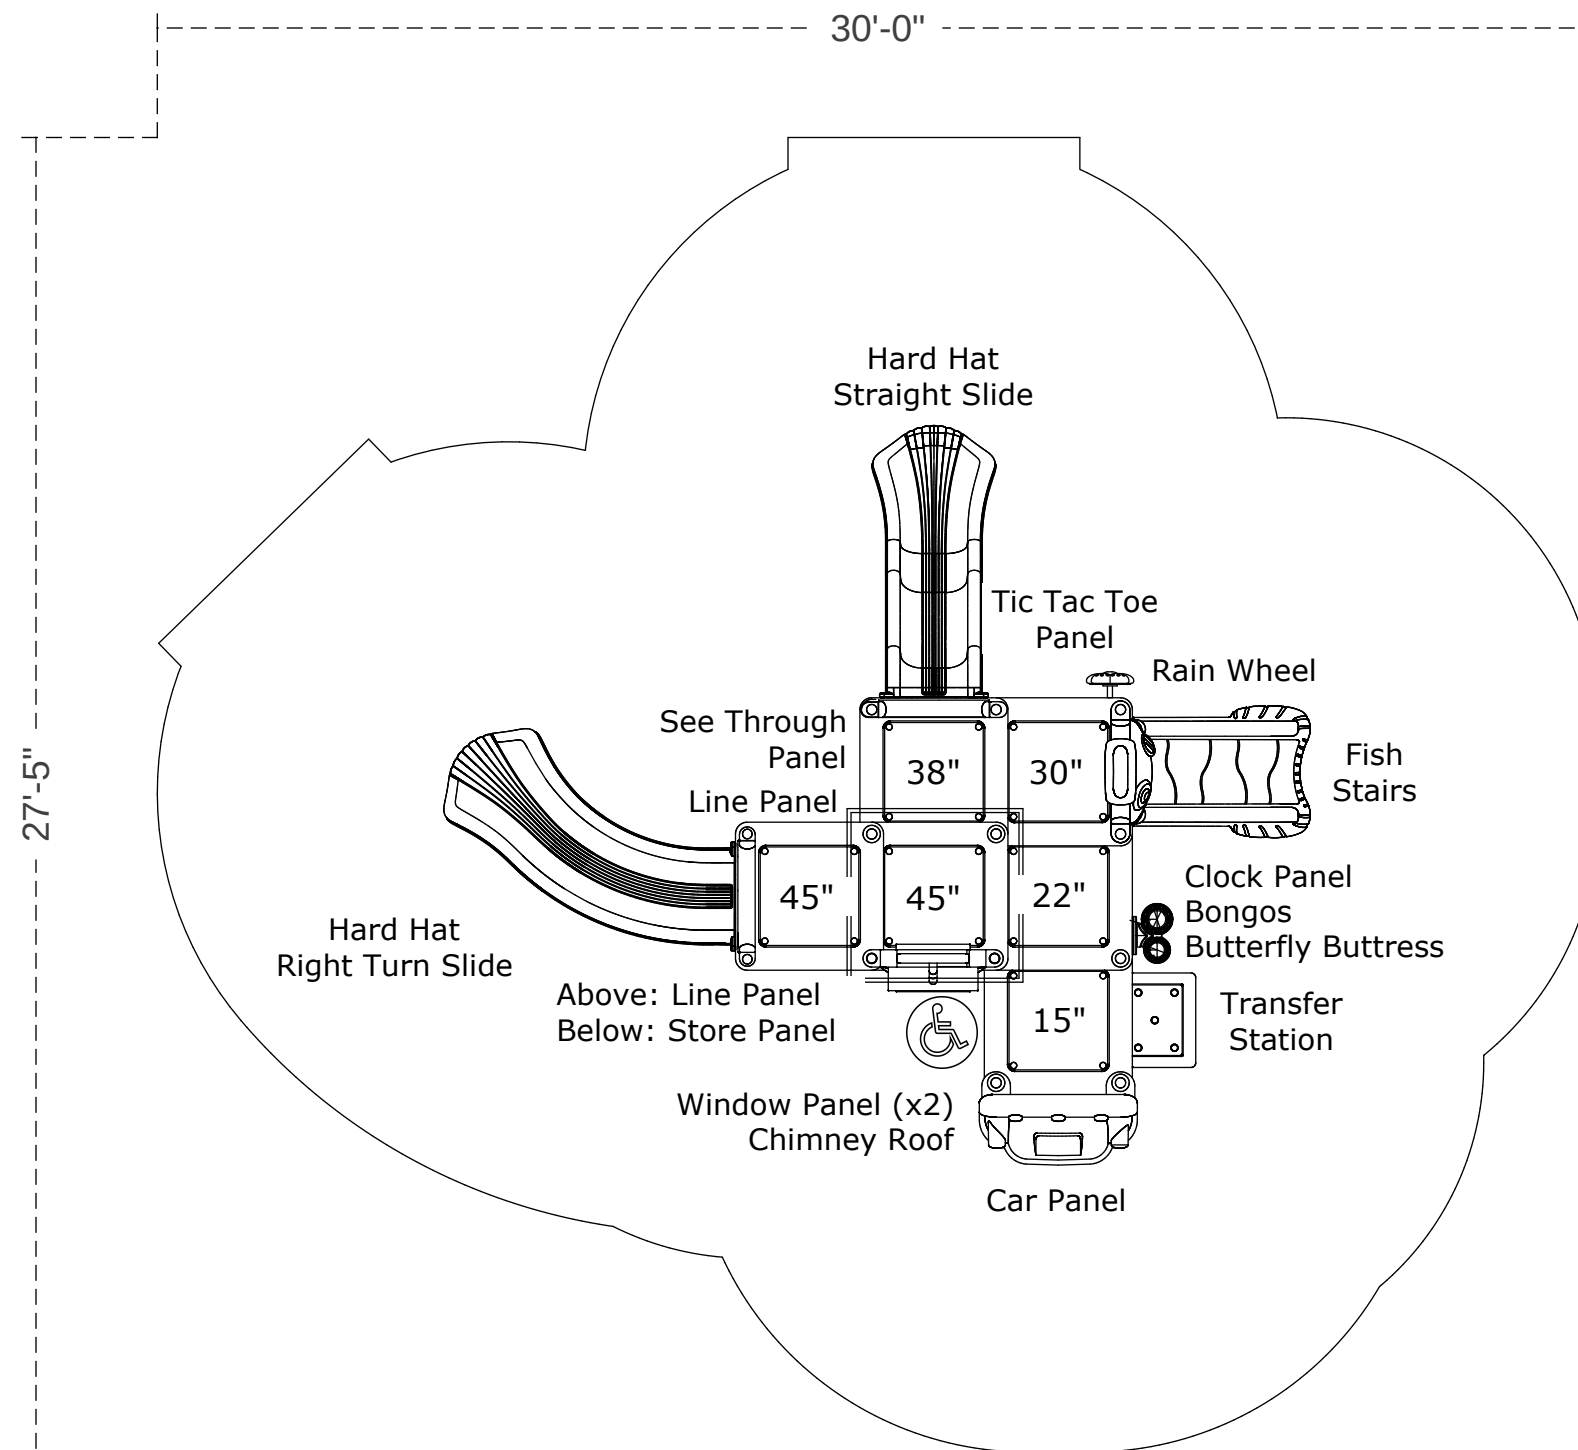 30'-0"
27'-5"
Hard Hat
Straight Slide
Tic Tac Toe
Panel
Rain Wheel
See Through
Panel
38"
30"
Fish
Stairs
Line Panel
45"
45"
22"
Clock Panel
Bongos
Butterfly Buttress
Hard Hat
Right Turn Slide
Above: Line Panel
Below: Store Panel
15"
Transfer
Station
Window Panel (x2)
Chimney Roof
Car Panel